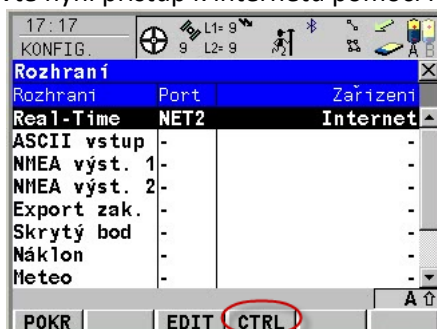 17:17
KONFIG.
L1= 9
9 L2= 9
A B
Rozhraní
Rozhraní Port Zařízení
Real-Time NET2 Internet
ASCII vstup - -
NMEA výst. 1 - -
NMEA výst. 2 - -
Export zak. - -
Skrytý bod - -
Náklon - -
Meteo - -
A
POKR EDIT CTRL